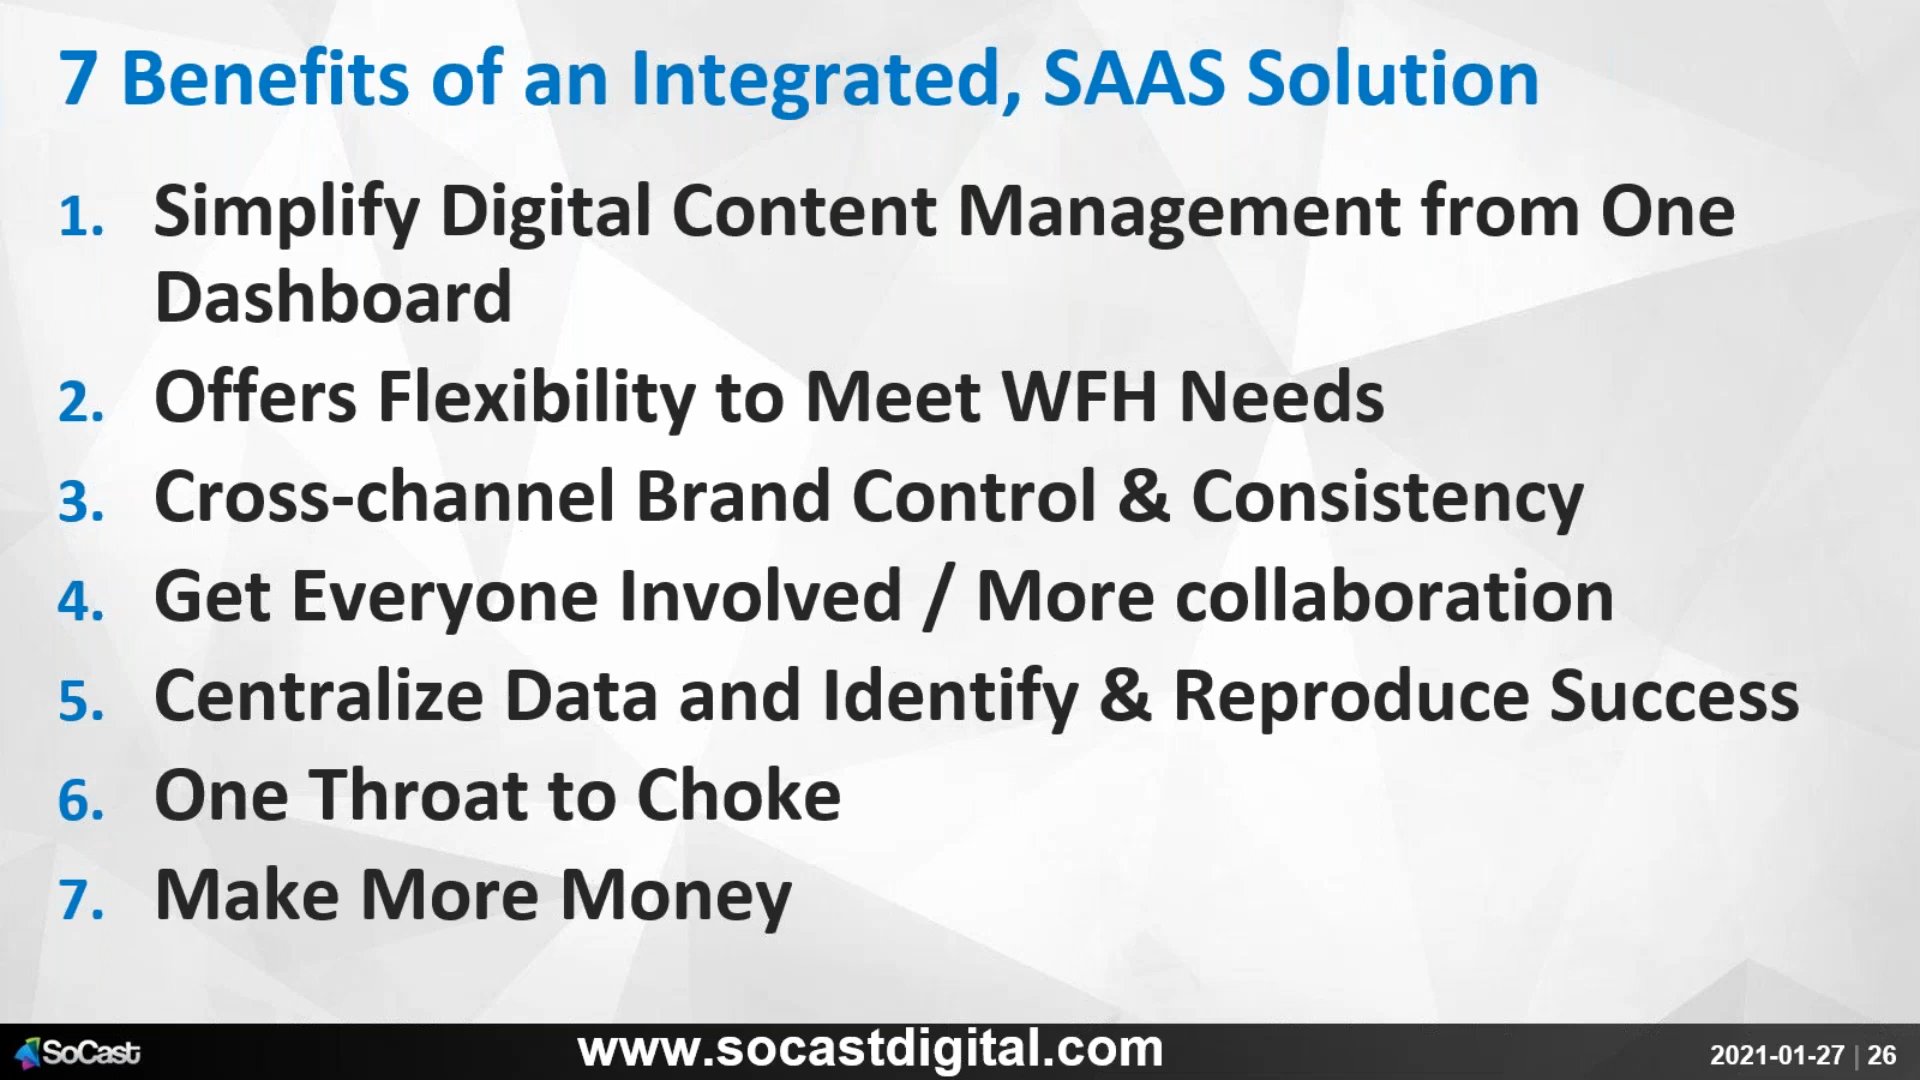 7 Benefits of an Integrated, SAAS Solution
1. Simplify Digital Content Management from One
Dashboard
2. Offers Flexibility to Meet WFH Needs
3. Cross-channel Brand Control & Consistency
4. Get Everyone Involved / More collaboration
5. Centralize Data and Identify & Reproduce Success
6. One Throat to Choke
7. Make More Money
SoCast
www.socastdigital.com
2021-01-27 | 26